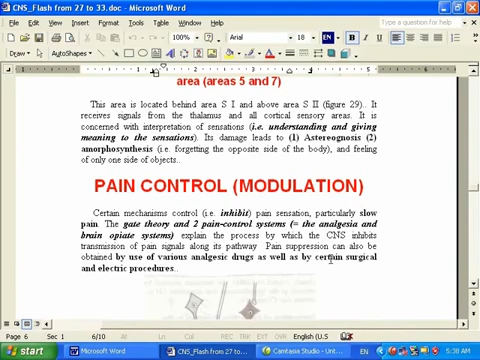 CNS_Flash from 27 to 33.doc - Microsoft Word
File Edit View Insert Format Tools Table Window Help
Type a question for help
100% Arial 18 B I U
Draw AutoShapes
area (areas 5 and 7)
This area is located behind area S I and above area S II (figure 29).. It
receives signals from the thalamus and all cortical sensory areas. It is
concerned with interpretation of sensations (i.e. understanding and giving
meaning to the sensations). Its damage leads to (1) Astereognosis (2)
amorphosynthesis (i.e. forgetting the opposite side of the body), and feeling
of only one side of objects..
PAIN CONTROL (MODULATION)
Certain mechanisms control (i.e. inhibit) pain sensation, particularly slow
pain. The gate theory and 2 pain-control systems (= the analgesia and
brain opiate systems) explain the process by which the CNS inhibits
transmission of pain signals along its pathway Pain suppression can also be
obtained by use of various analgesic drugs as well as by certain surgical
and electric procedures..
Page 6 Sec 1 6/10 At Ln Col REC TRK EXT OVR English (U.S
start Microsoft Word CNS_Flash from 27 to... Camtasia Studio - Unt... EN 5:38 AM